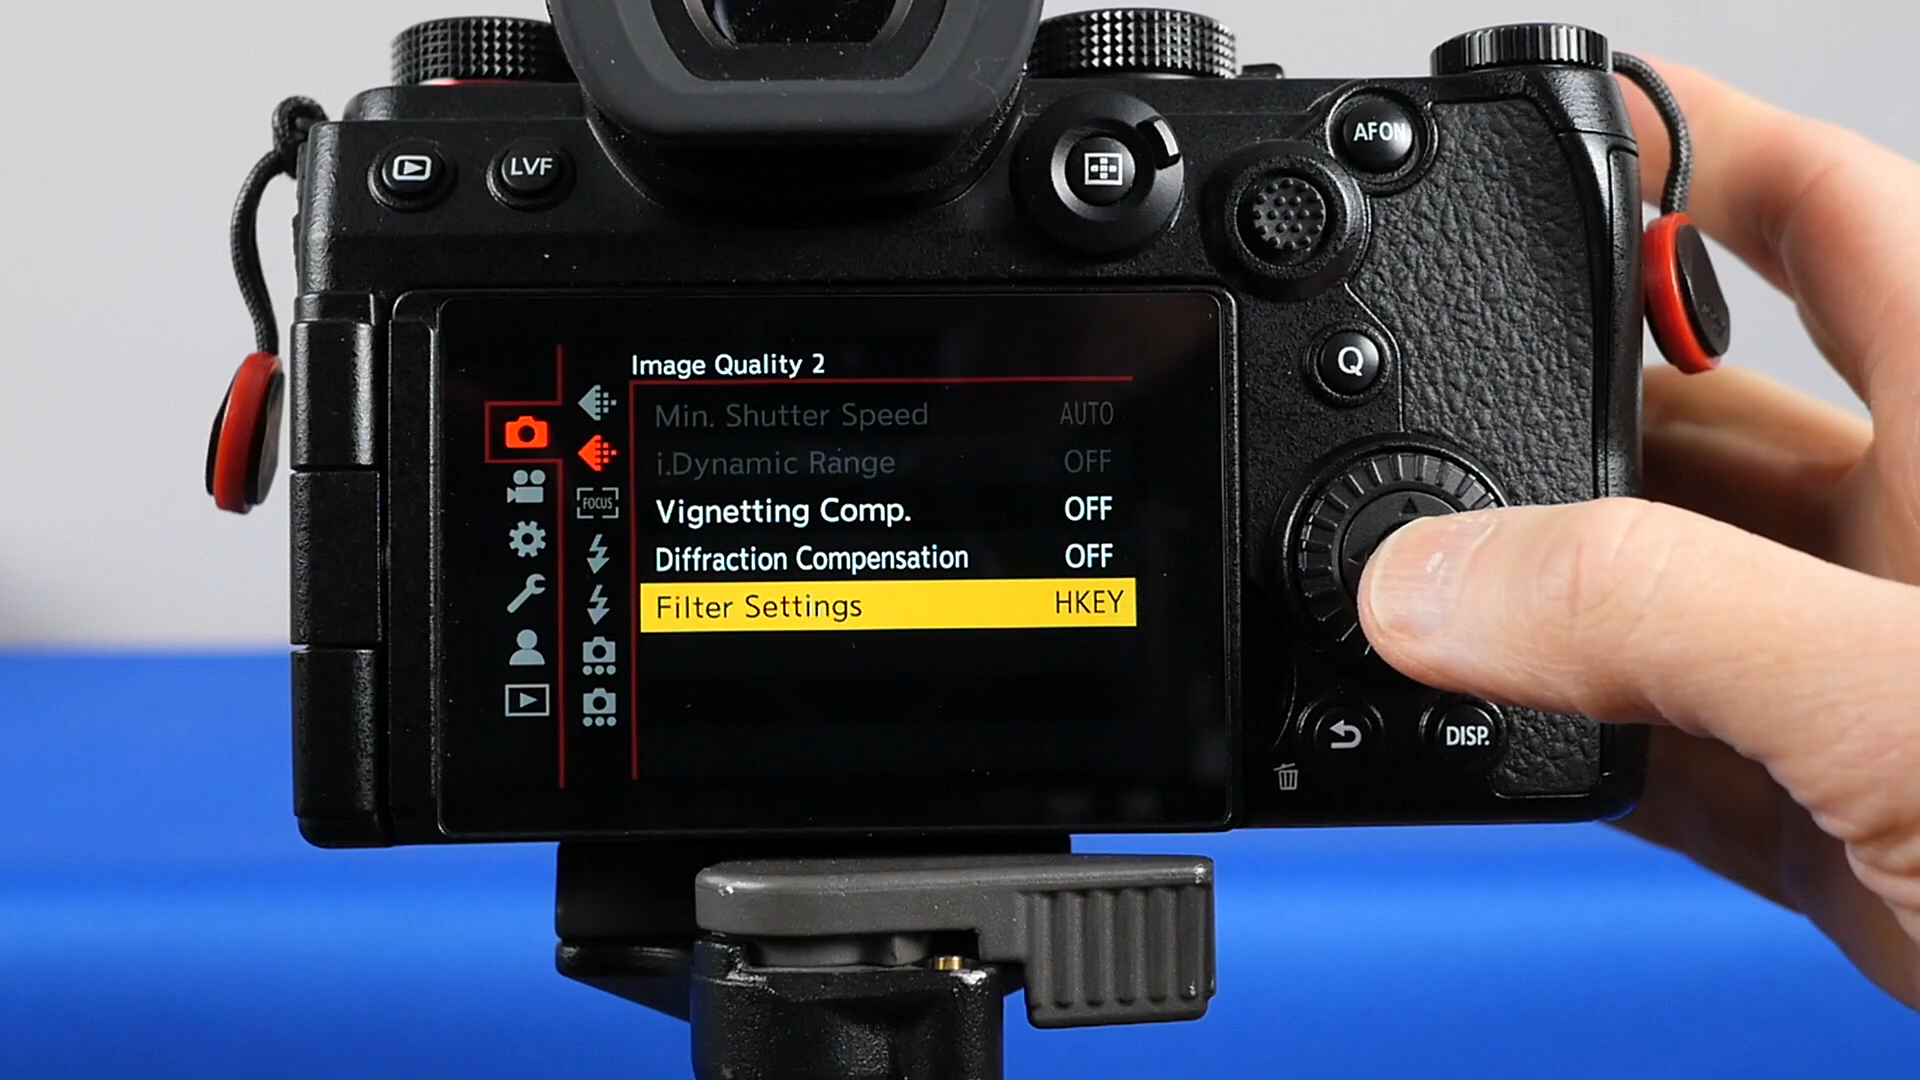 AFON
LVF
Q
Image Quality 2
Min. Shutter Speed AUTO
i.Dynamic Range OFF
FOCUS
Vignetting Comp. OFF
Diffraction Compensation OFF
Filter Settings HKEY
DISP.